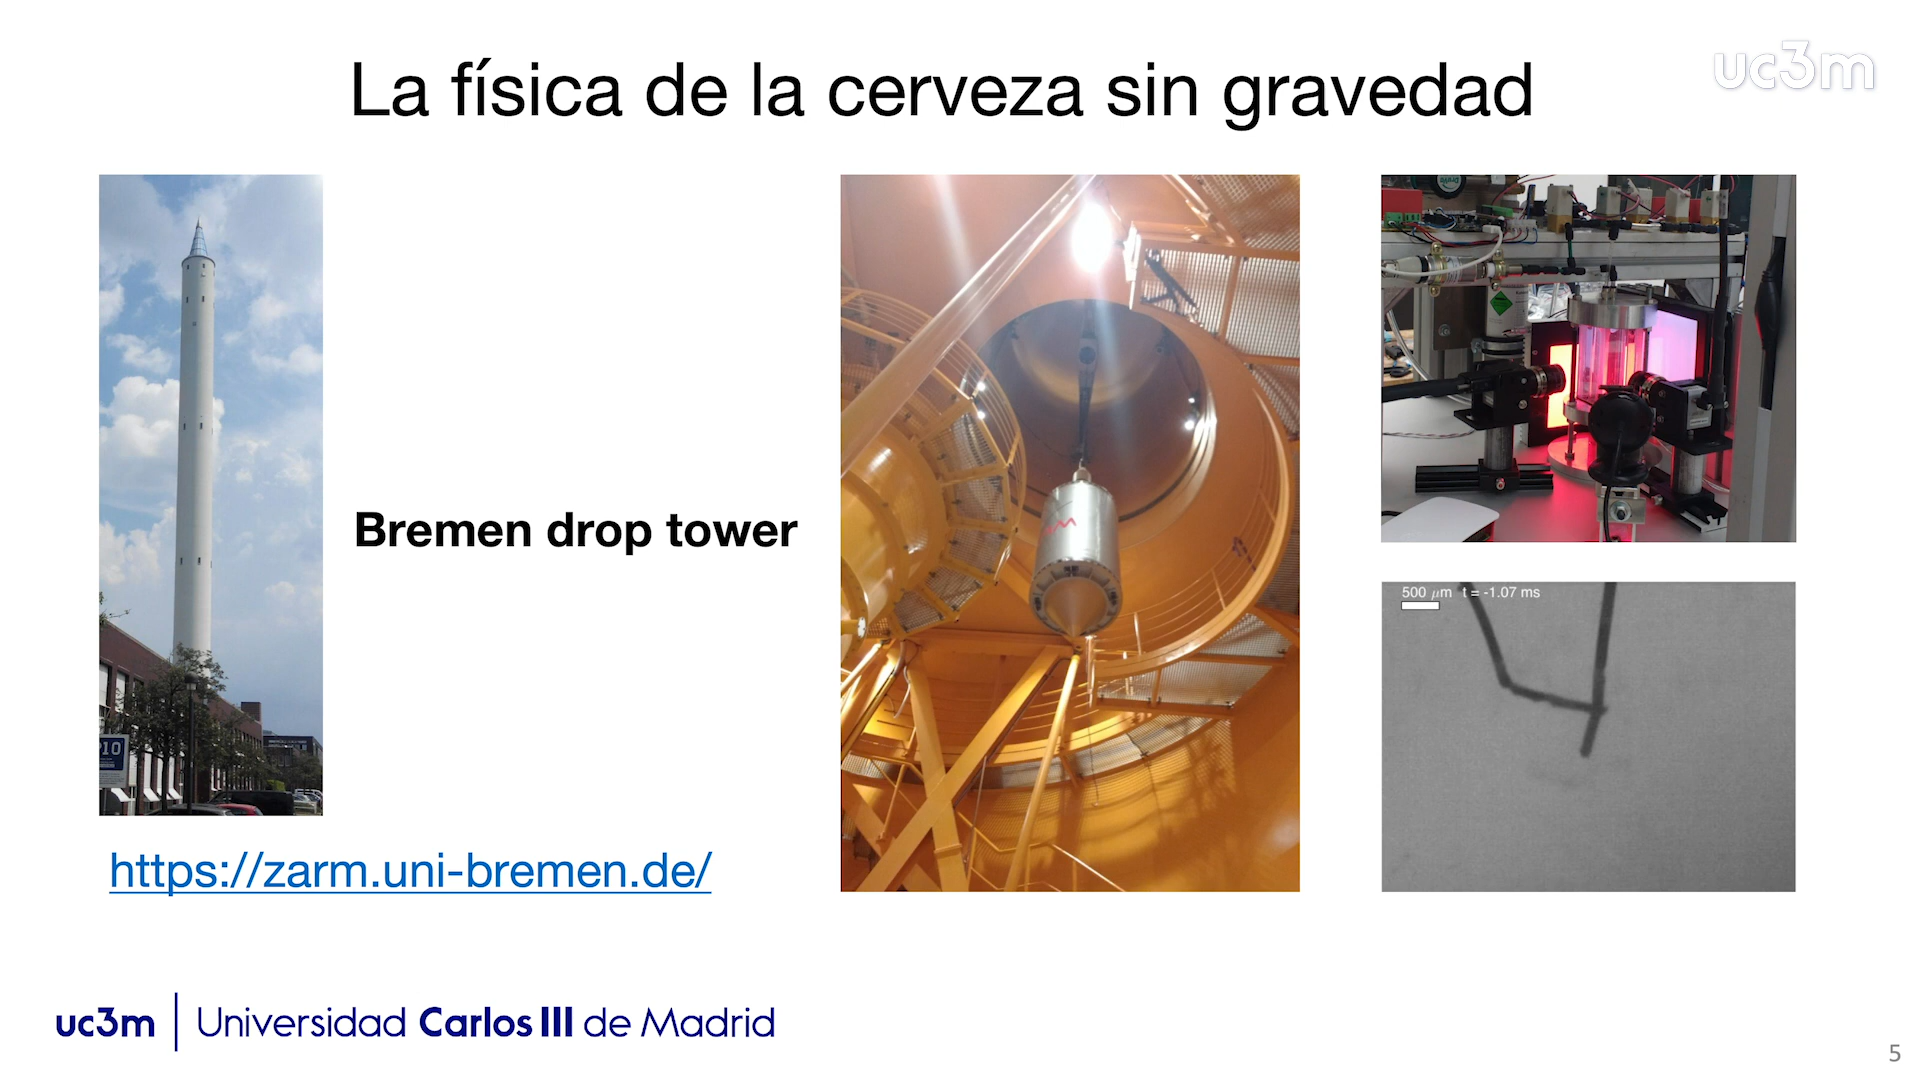 La física de la cerveza sin gravedad
uc3m
Bremen drop tower
https://zarm.uni-bremen.de/
500 μm t = -1.07 ms
uc3m | Universidad Carlos III de Madrid
5